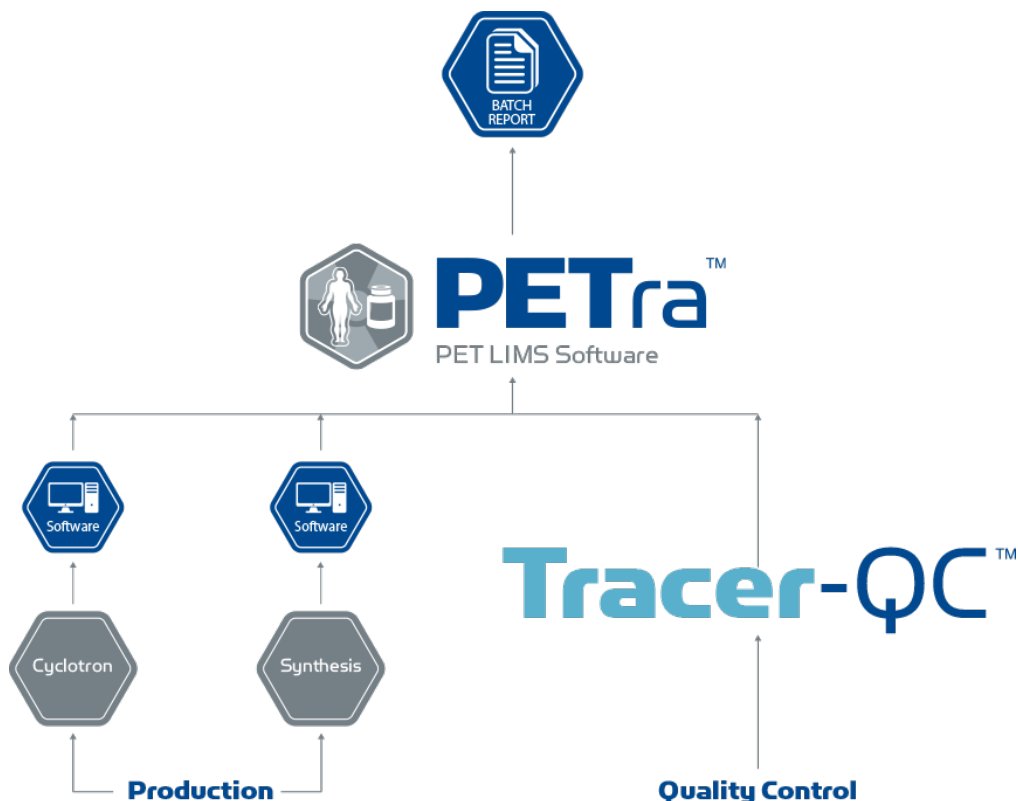 BATCH
REPORT
PETra™
PET LIMS Software
Software
Software
Tracer-QC™
Cyclotron
Synthesis
Production
Quality Control